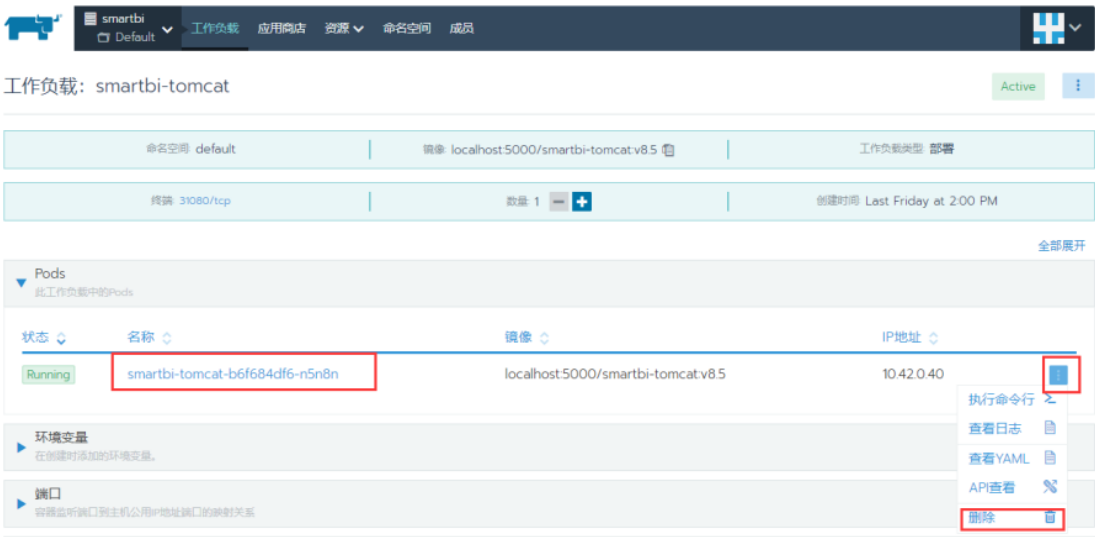 smartbi
Default
工作负载 应用商店 资源 命名空间 成员
工作负载：smartbi-tomcat
Active
命名空间 default
镜像 localhost:5000/smartbi-tomcat:v8.5
工作负载类型 部署
终端 31080/tcp
数量 1
创建时间 Last Friday at 2:00 PM
全部展开
Pods
此工作负载中的Pods
状态 名称 镜像 IP地址
Running smartbi-tomcat-b6f684df6-n5n8n localhost:5000/smartbi-tomcat:v8.5 10.42.0.40
执行命令行
查看日志
查看YAML
API查看
删除
环境变量
在创建时添加的环境变量。
端口
容器监听端口到主机公用IP地址端口的映射关系